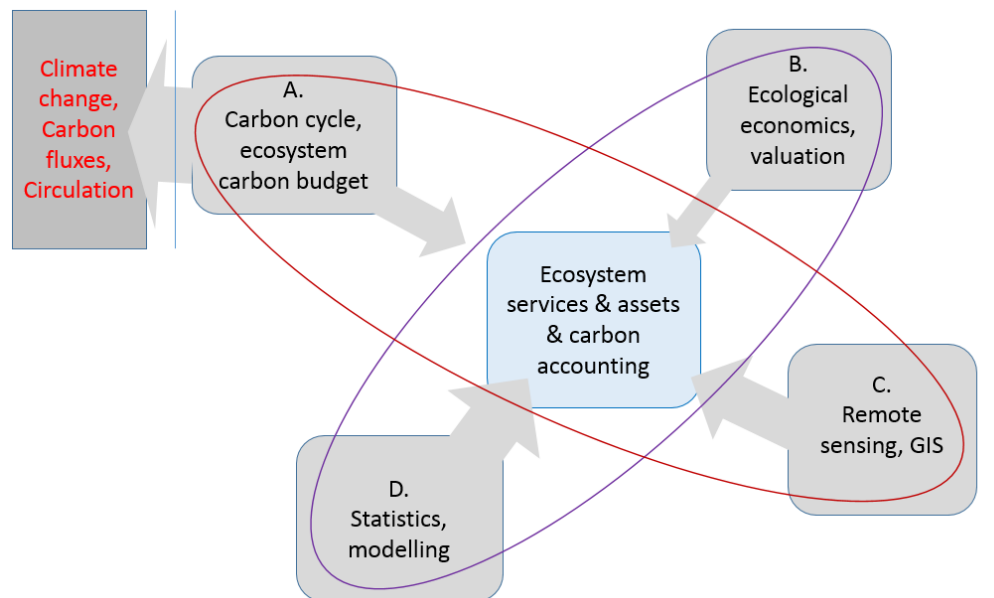 Climate
change,
Carbon
fluxes,
Circulation
A.
Carbon cycle,
ecosystem
carbon budget
B.
Ecological
economics,
valuation
Ecosystem
services & assets
& carbon
accounting
C.
Remote
sensing, GIS
D.
Statistics,
modelling